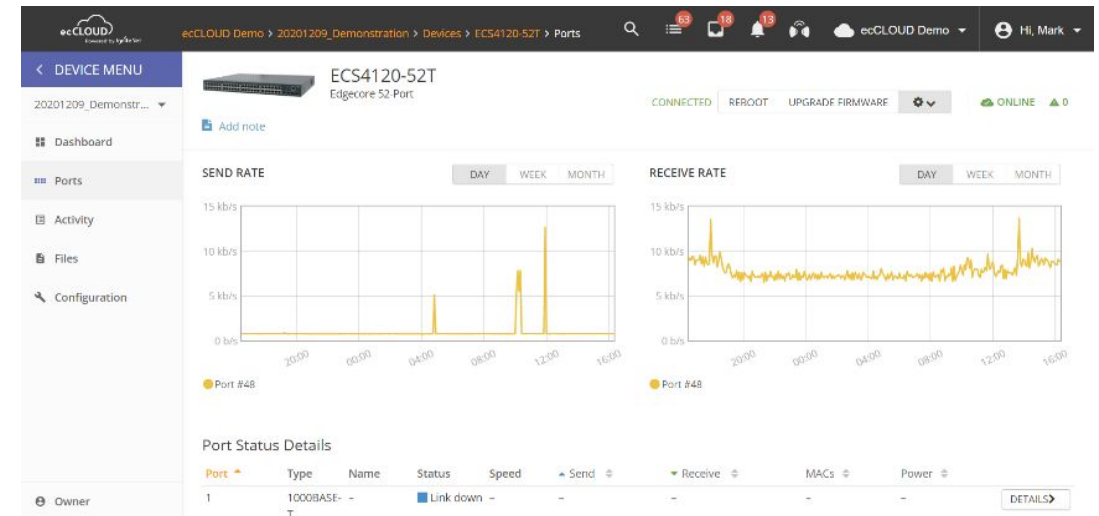 ecCLOUD
ecCLOUD Demo > 20201209_Demonstration > Devices > ECS4120-52T > Ports
63
18
13
ecCLOUD Demo
Hi, Mark
< DEVICE MENU
20201209_Demonstr...
Dashboard
Ports
Activity
Files
Configuration
Owner
ECS4120-52T
Edgecore 52-Port
Add note
CONNECTED REBOOT UPGRADE FIRMWARE
ONLINE 0
SEND RATE
DAY WEEK MONTH
15 kb/s
10 kb/s
5 kb/s
0 b/s
20:00 00:00 04:00 08:00 12:00 16:00
Port #48
RECEIVE RATE
DAY WEEK MONTH
15 kb/s
10 kb/s
5 kb/s
0 b/s
20:00 00:00 04:00 08:00 12:00 16:00
Port #48
Port Status Details
Port Type Name Status Speed Send Receive MACs Power
1 1000BASE- - Link down - - - - - DETAILS>
T